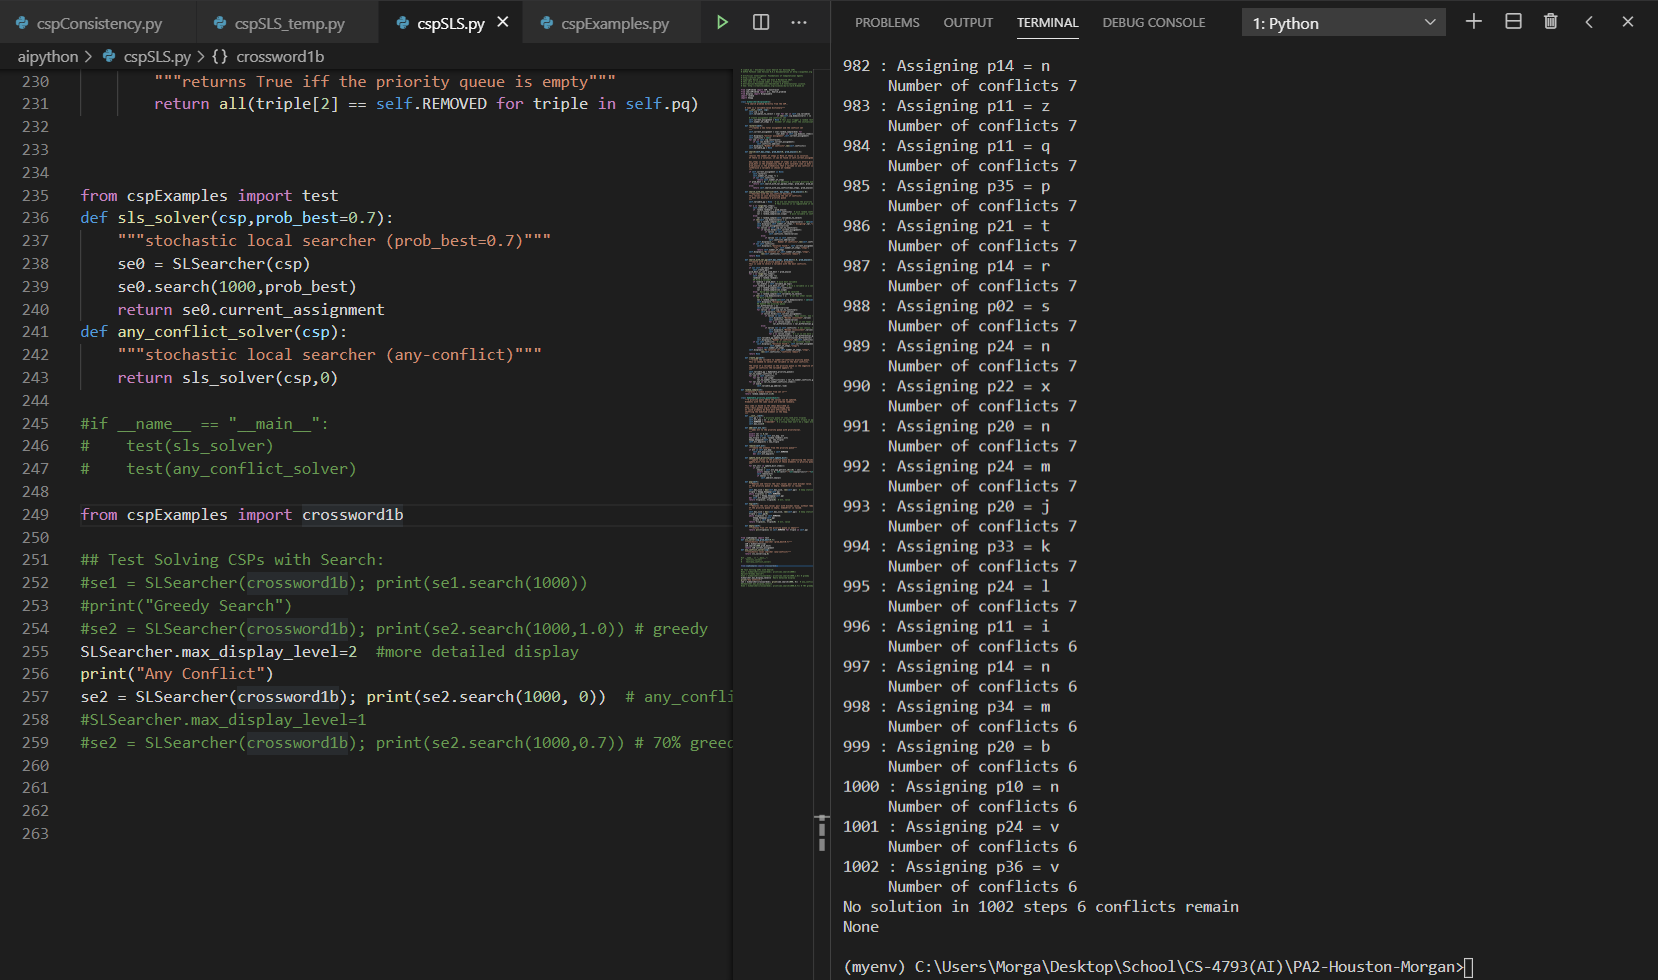 cspConsistency.py
cspSLS_temp.py
cspSLS.py
cspExamples.py
aipython > cspSLS.py > {} crossword1b
230 """returns True iff the priority queue is empty"""
231 return all(triple[2] == self.REMOVED for triple in self.pq)
232
233
234
235 from cspExamples import test
236 def sls_solver(csp,prob_best=0.7):
237 """stochastic local searcher (prob_best=0.7)"""
238 se0 = SLSearcher(csp)
239 se0.search(1000,prob_best)
240 return se0.current_assignment
241 def any_conflict_solver(csp):
242 """stochastic local searcher (any-conflict)"""
243 return sls_solver(csp,0)
244
245 #if __name__ == "__main__":
246 #    test(sls_solver)
247 #    test(any_conflict_solver)
248
249 from cspExamples import crossword1b
250
251 ## Test Solving CSPs with Search:
252 #se1 = SLSearcher(crossword1b); print(se1.search(1000))
253 #print("Greedy Search")
254 #se2 = SLSearcher(crossword1b); print(se2.search(1000,1.0)) # greedy
255 SLSearcher.max_display_level=2  #more detailed display
256 print("Any Conflict")
257 se2 = SLSearcher(crossword1b); print(se2.search(1000, 0))  # any_confli
258 #SLSearcher.max_display_level=1
259 #se2 = SLSearcher(crossword1b); print(se2.search(1000,0.7)) # 70% greed
260
261
262
263
PROBLEMS OUTPUT TERMINAL DEBUG CONSOLE 1: Python
982 : Assigning p14 = n
Number of conflicts 7
983 : Assigning p11 = z
Number of conflicts 7
984 : Assigning p11 = q
Number of conflicts 7
985 : Assigning p35 = p
Number of conflicts 7
986 : Assigning p21 = t
Number of conflicts 7
987 : Assigning p14 = r
Number of conflicts 7
988 : Assigning p02 = s
Number of conflicts 7
989 : Assigning p24 = n
Number of conflicts 7
990 : Assigning p22 = x
Number of conflicts 7
991 : Assigning p20 = n
Number of conflicts 7
992 : Assigning p24 = m
Number of conflicts 7
993 : Assigning p20 = j
Number of conflicts 7
994 : Assigning p33 = k
Number of conflicts 7
995 : Assigning p24 = l
Number of conflicts 7
996 : Assigning p11 = i
Number of conflicts 6
997 : Assigning p14 = n
Number of conflicts 6
998 : Assigning p34 = m
Number of conflicts 6
999 : Assigning p20 = b
Number of conflicts 6
1000 : Assigning p10 = n
Number of conflicts 6
1001 : Assigning p24 = v
Number of conflicts 6
1002 : Assigning p36 = v
Number of conflicts 6
No solution in 1002 steps 6 conflicts remain
None
(myenv) C:\Users\Morga\Desktop\School\CS-4793(AI)\PA2-Houston-Morgan>